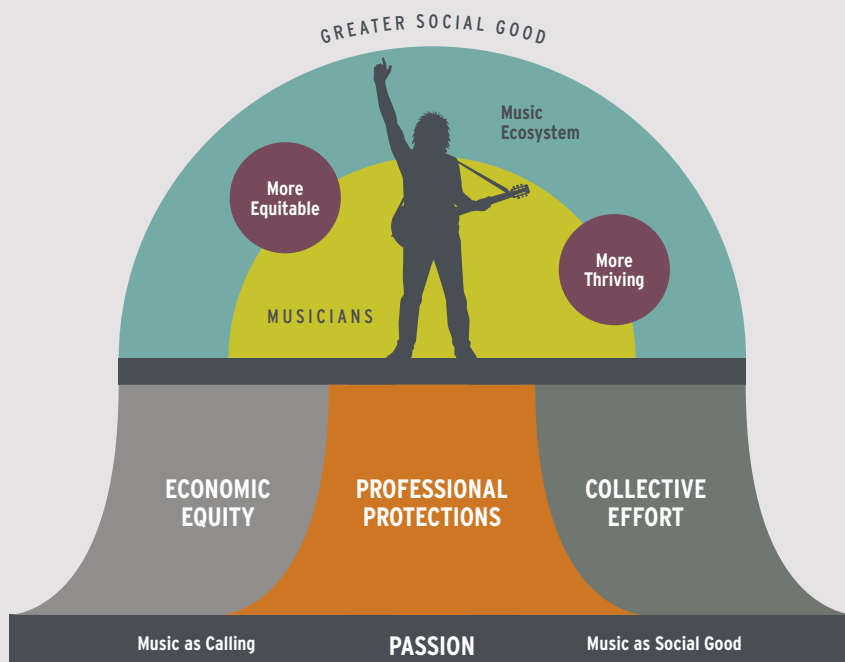 GREATER SOCIAL GOOD
Music
Ecosystem
More
Equitable
More
Thriving
MUSICIANS
ECONOMIC
EQUITY
PROFESSIONAL
PROTECTIONS
COLLECTIVE
EFFORT
Music as Calling
PASSION
Music as Social Good